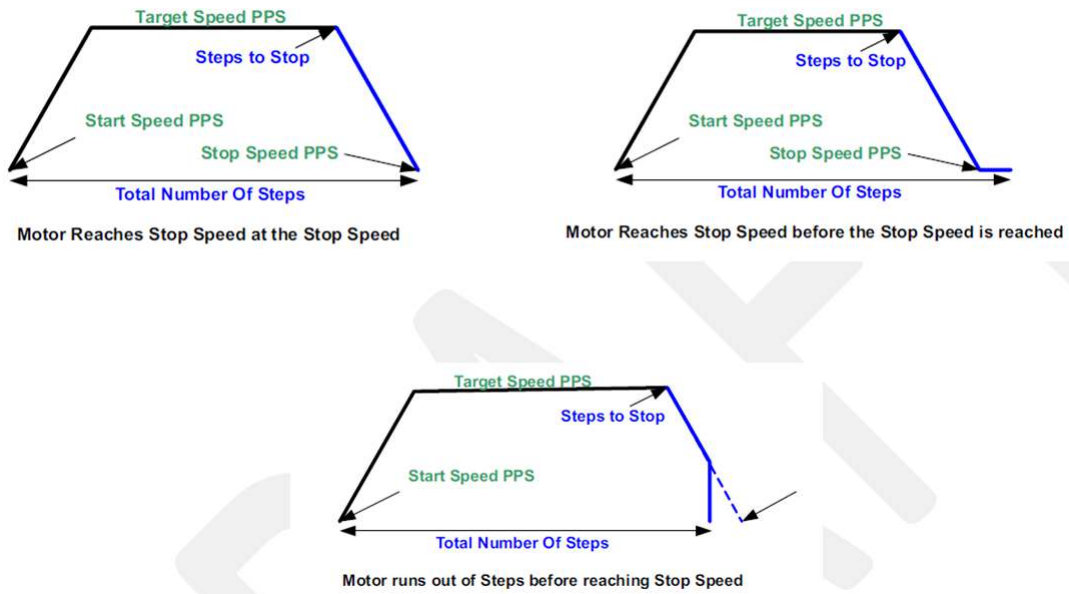 Target Speed PPS
Steps to Stop
Start Speed PPS
Stop Speed PPS
Total Number Of Steps
Motor Reaches Stop Speed at the Stop Speed
Target Speed PPS
Steps to Stop
Start Speed PPS
Stop Speed PPS
Total Number Of Steps
Motor Reaches Stop Speed before the Stop Speed is reached
Target Speed PPS
Steps to Stop
Start Speed PPS
Total Number Of Steps
Motor runs out of Steps before reaching Stop Speed